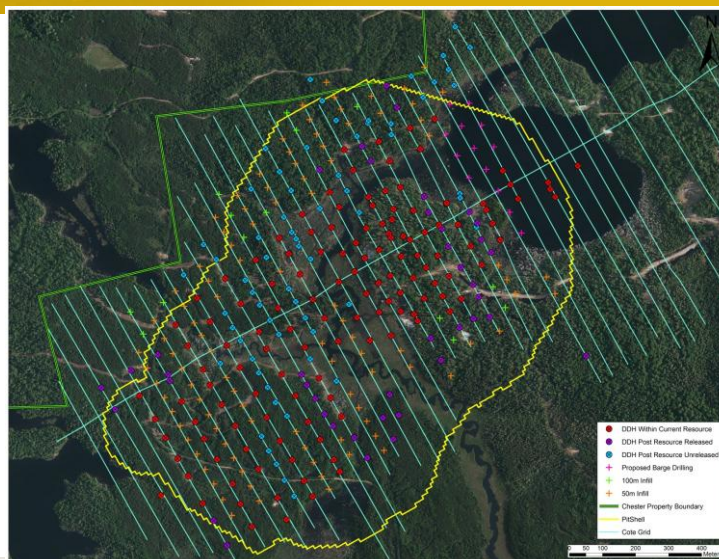 N
DDH Within Current Resource
DDH Post Resource Released
DDH Post Resource Unreleased
Proposed Barge Drilling
100m Infill
50m Infill
Chester Property Boundary
PitShell
Cote Grid
0 50 100 200 300 400